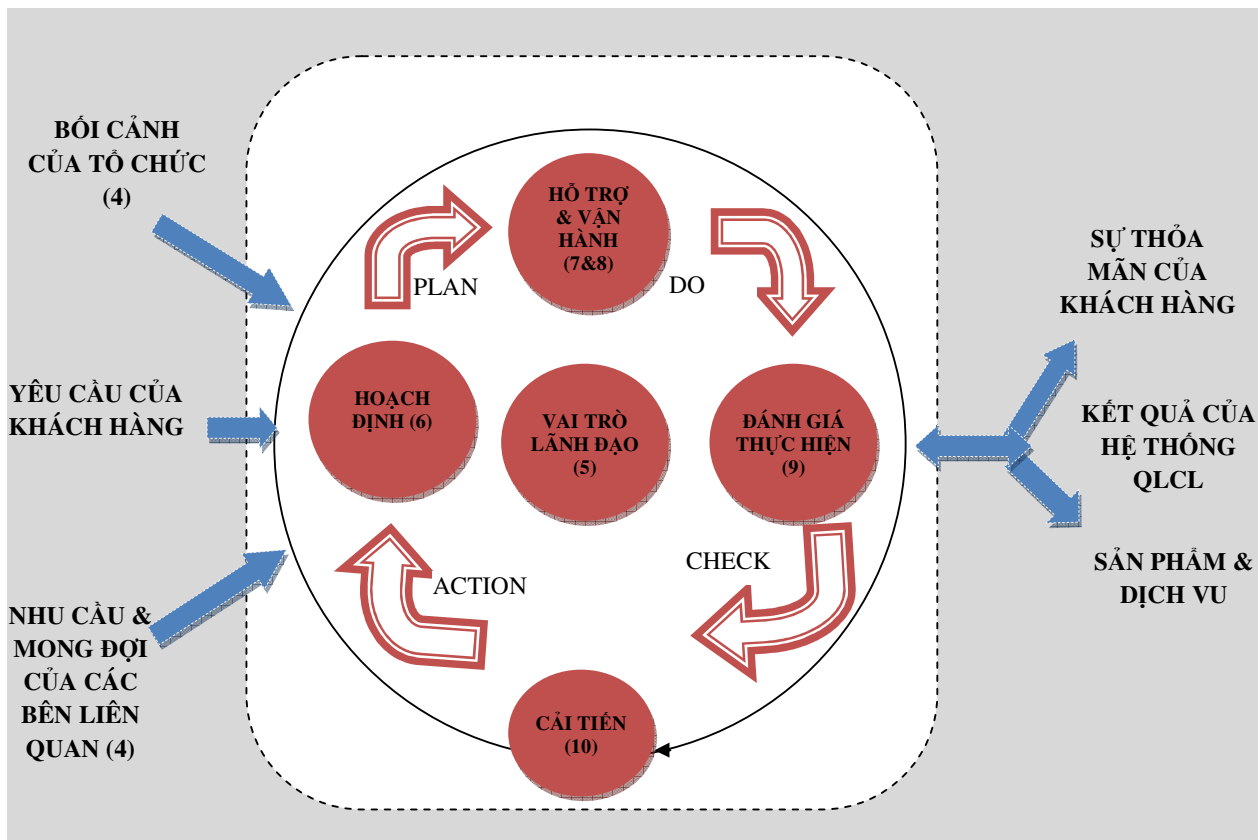 BỐI CẢNH
CỦA TỔ CHỨC
(4)
YÊU CẦU CỦA
KHÁCH HÀNG
NHU CẦU &
MONG ĐỢI
CỦA CÁC
BÊN LIÊN
QUAN (4)
HỖ TRỢ
& VẬN
HÀNH
(7&8)
PLAN
DO
HOẠCH
ĐỊNH (6)
VAI TRÒ
LÃNH ĐẠO
(5)
ĐÁNH GIÁ
THỰC HIỆN
(9)
ACTION
CHECK
CẢI TIẾN
(10)
SỰ THỎA
MÃN CỦA
KHÁCH HÀNG
KẾT QUẢ CỦA
HỆ THỐNG
QLCL
SẢN PHẨM &
DỊCH VU